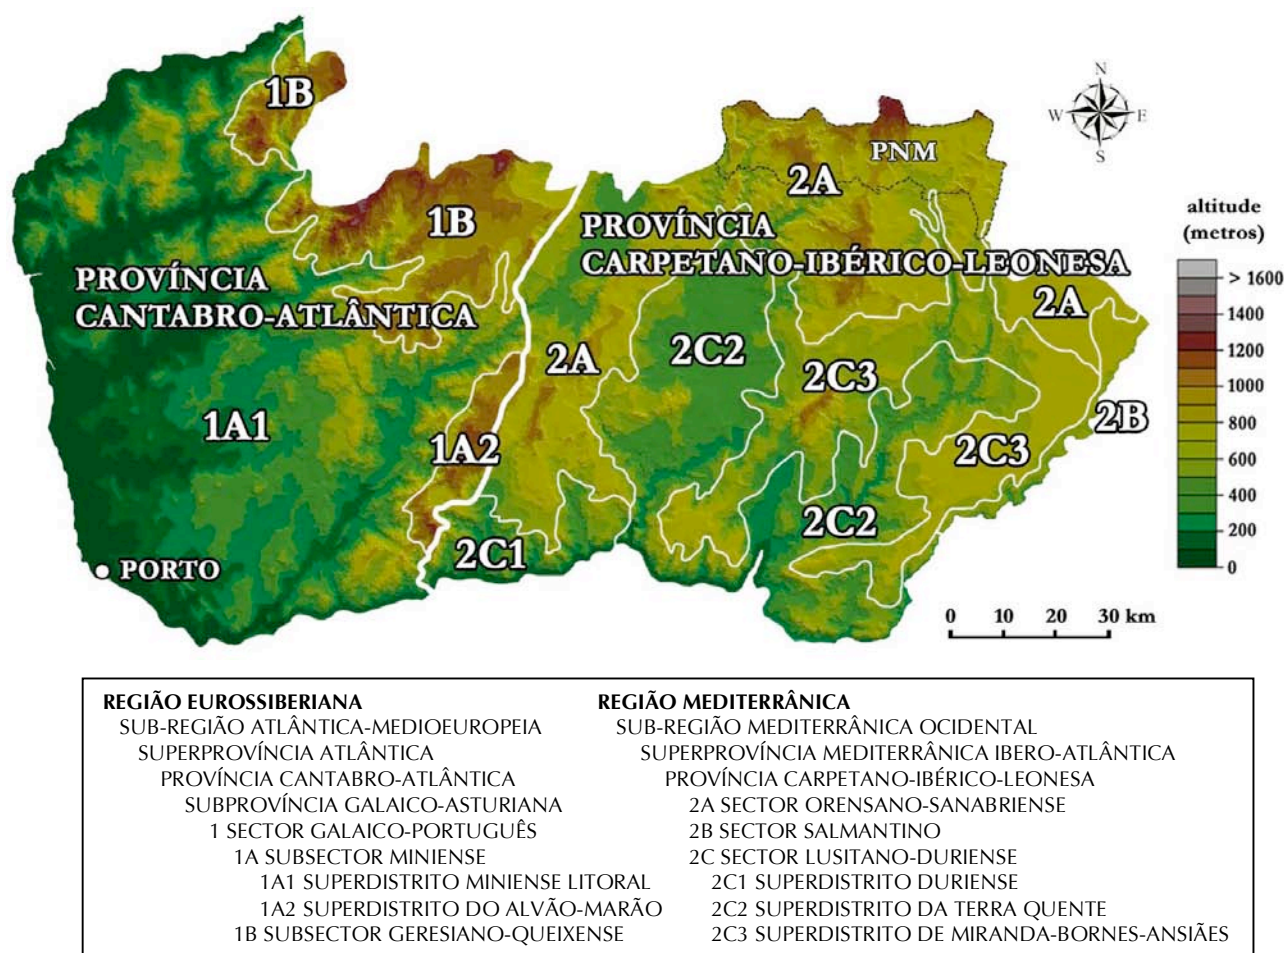 1B
N
W E
S
PNM
2A
1B
PROVÍNCIA
CARPETANO-IBÉRICO-LEONESA
altitude
(metros)
> 1600
1400
1200
1000
800
600
400
200
0
PROVÍNCIA
CANTABRO-ATLÂNTICA
2A
2A
2C2
2C3
2B
1A1
1A2
2C3
2C2
2C1
PORTO
0 10 20 30 km
REGIÃO EUROSSIBERIANA
SUB-REGIÃO ATLÂNTICA-MEDIOEUROPEIA
SUPERPROVÍNCIA ATLÂNTICA
PROVÍNCIA CANTABRO-ATLÂNTICA
SUBPROVÍNCIA GALAICO-ASTURIANA
1 SECTOR GALAICO-PORTUGUÊS
1A SUBSECTOR MINIENSE
1A1 SUPERDISTRITO MINIENSE LITORAL
1A2 SUPERDISTRITO DO ALVÃO-MARÃO
1B SUBSECTOR GERESIANO-QUEIXENSE
REGIÃO MEDITERRÂNICA
SUB-REGIÃO MEDITERRÂNICA OCIDENTAL
SUPERPROVÍNCIA MEDITERRÂNICA IBERO-ATLÂNTICA
PROVÍNCIA CARPETANO-IBÉRICO-LEONESA
2A SECTOR ORENSANO-SANABRIENSE
2B SECTOR SALMANTINO
2C SECTOR LUSITANO-DURIENSE
2C1 SUPERDISTRITO DURIENSE
2C2 SUPERDISTRITO DA TERRA QUENTE
2C3 SUPERDISTRITO DE MIRANDA-BORNES-ANSIÃES